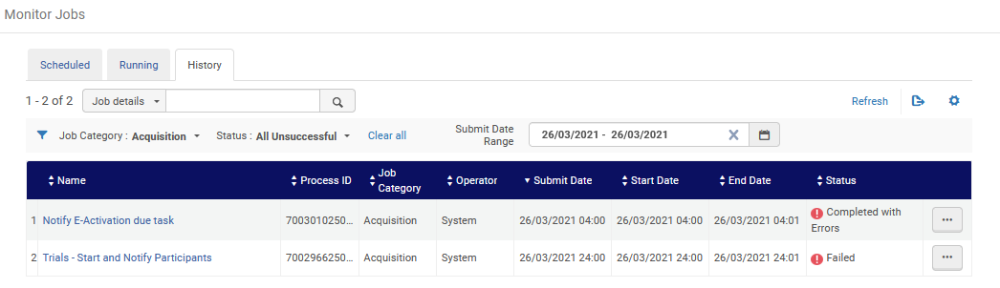 Monitor Jobs
Scheduled Running History
1 - 2 of 2 Job details Refresh
Job Category : Acquisition Status : All Unsuccessful Clear all Submit Date Range 26/03/2021 - 26/03/2021
Name Process ID Job Category Operator Submit Date Start Date End Date Status
1 Notify E-Activation due task 7003010250... Acquisition System 26/03/2021 04:00 26/03/2021 04:00 26/03/2021 04:01 Completed with Errors
2 Trials - Start and Notify Participants 7002966250... Acquisition System 26/03/2021 24:00 26/03/2021 24:00 26/03/2021 24:01 Failed